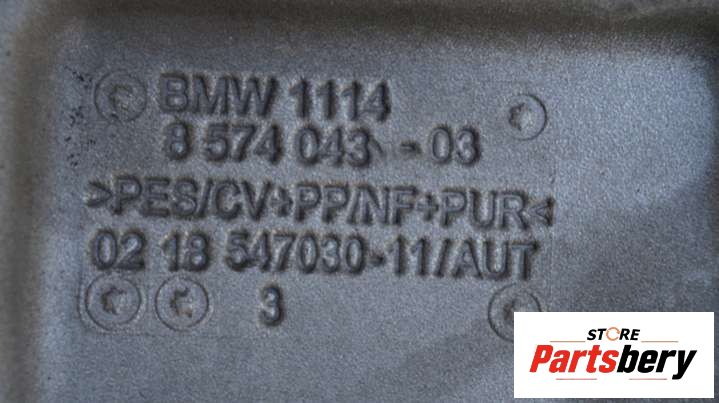 BMW 1114
8 574 043 -03
>PES/CV+PP/NF+PUR<
02 18 547030-11/AUT
3
STORE
Partsbery